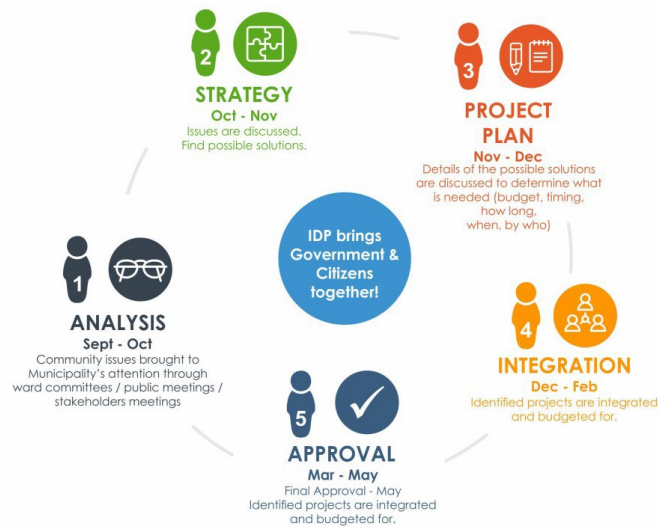 1
ANALYSIS
Sept - Oct
Community issues brought to
Municipality's attention through
ward committees / public meetings /
stakeholders meetings
2
STRATEGY
Oct - Nov
Issues are discussed.
Find possible solutions.
3
PROJECT
PLAN
Nov - Dec
Details of the possible solutions
are discussed to determine what
is needed (budget, timing,
how long,
when, by who)
4
INTEGRATION
Dec - Feb
Identified projects are integrated
and budgeted for.
5
APPROVAL
Mar - May
Final Approval - May
Identified projects are integrated
and budgeted for.
IDP brings
Government &
Citizens
together!